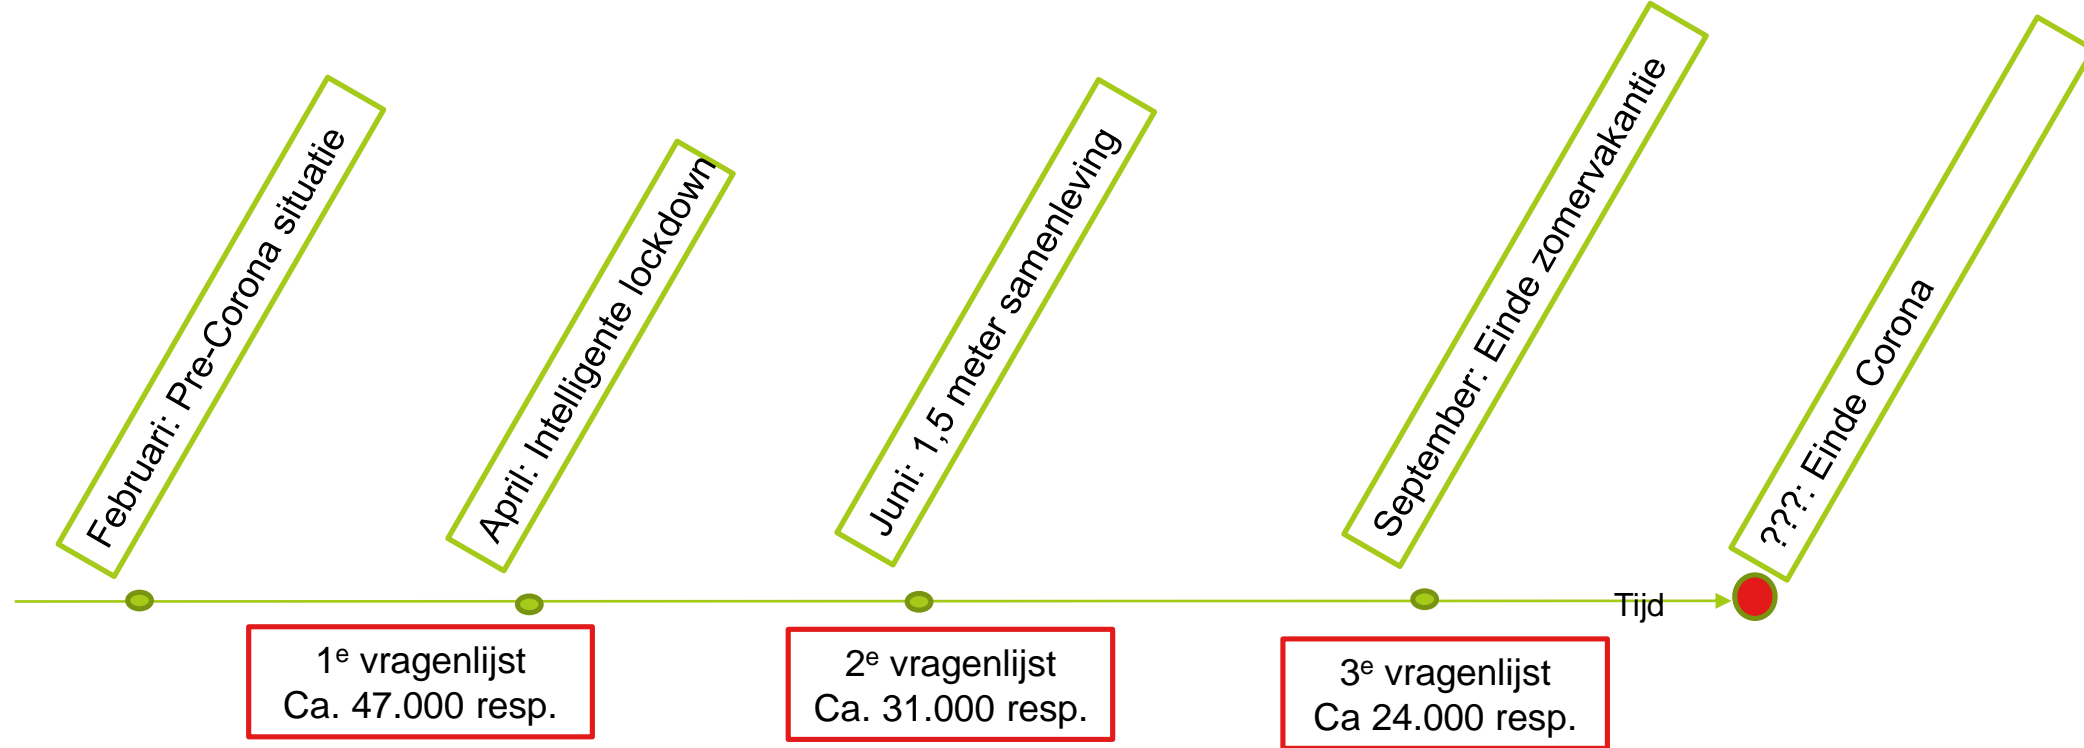 Februari: Pre-Corona situatie
April: Intelligente lockdown
Juni: 1,5 meter samenleving
September: Einde zomervakantie
???: Einde Corona
Tijd
1e vragenlijst
Ca. 47.000 resp.
2e vragenlijst
Ca. 31.000 resp.
3e vragenlijst
Ca 24.000 resp.